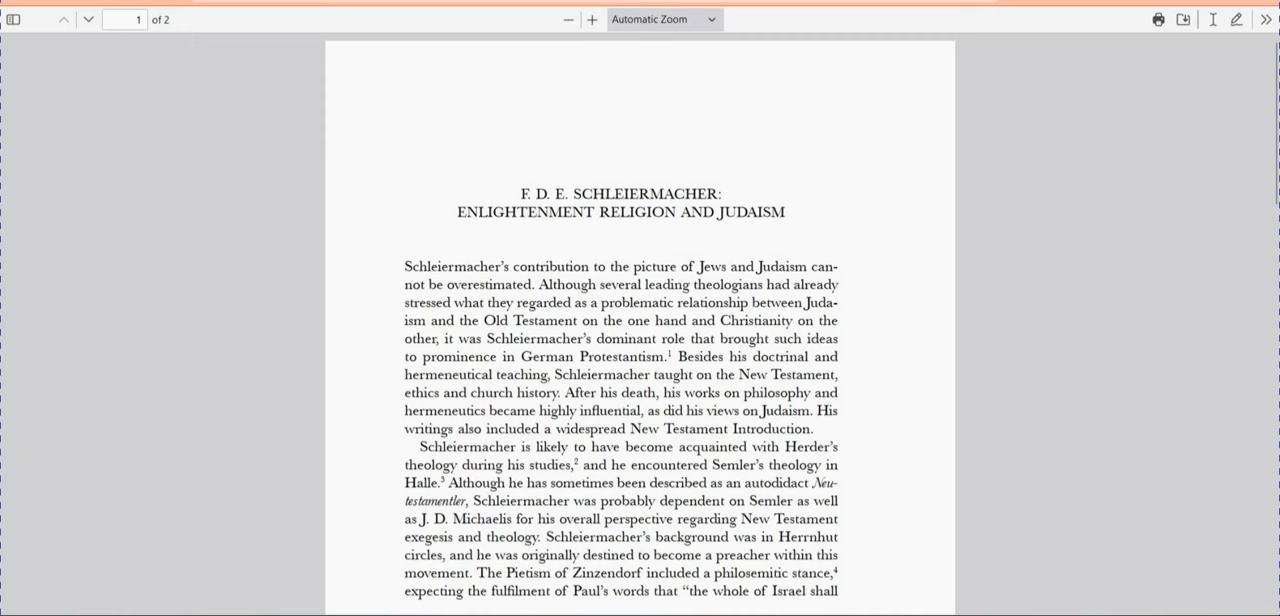 1 of 2
Automatic Zoom
F. D. E. SCHLEIERMACHER:
ENLIGHTENMENT RELIGION AND JUDAISM
Schleiermacher’s contribution to the picture of Jews and Judaism can-
not be overestimated. Although several leading theologians had already
stressed what they regarded as a problematic relationship between Juda-
ism and the Old Testament on the one hand and Christianity on the
other, it was Schleiermacher’s dominant role that brought such ideas
to prominence in German Protestantism.¹ Besides his doctrinal and
hermeneutical teaching, Schleiermacher taught on the New Testament,
ethics and church history. After his death, his works on philosophy and
hermeneutics became highly influential, as did his views on Judaism. His
writings also included a widespread New Testament Introduction.
Schleiermacher is likely to have become acquainted with Herder’s
theology during his studies,² and he encountered Semler’s theology in
Halle.³ Although he has sometimes been described as an autodidact Neu-
testamentler, Schleiermacher was probably dependent on Semler as well
as J. D. Michaelis for his overall perspective regarding New Testament
exegesis and theology. Schleiermacher’s background was in Herrnhut
circles, and he was originally destined to become a preacher within this
movement. The Pietism of Zinzendorf included a philosemitic stance,⁴
expecting the fulfilment of Paul’s words that “the whole of Israel shall